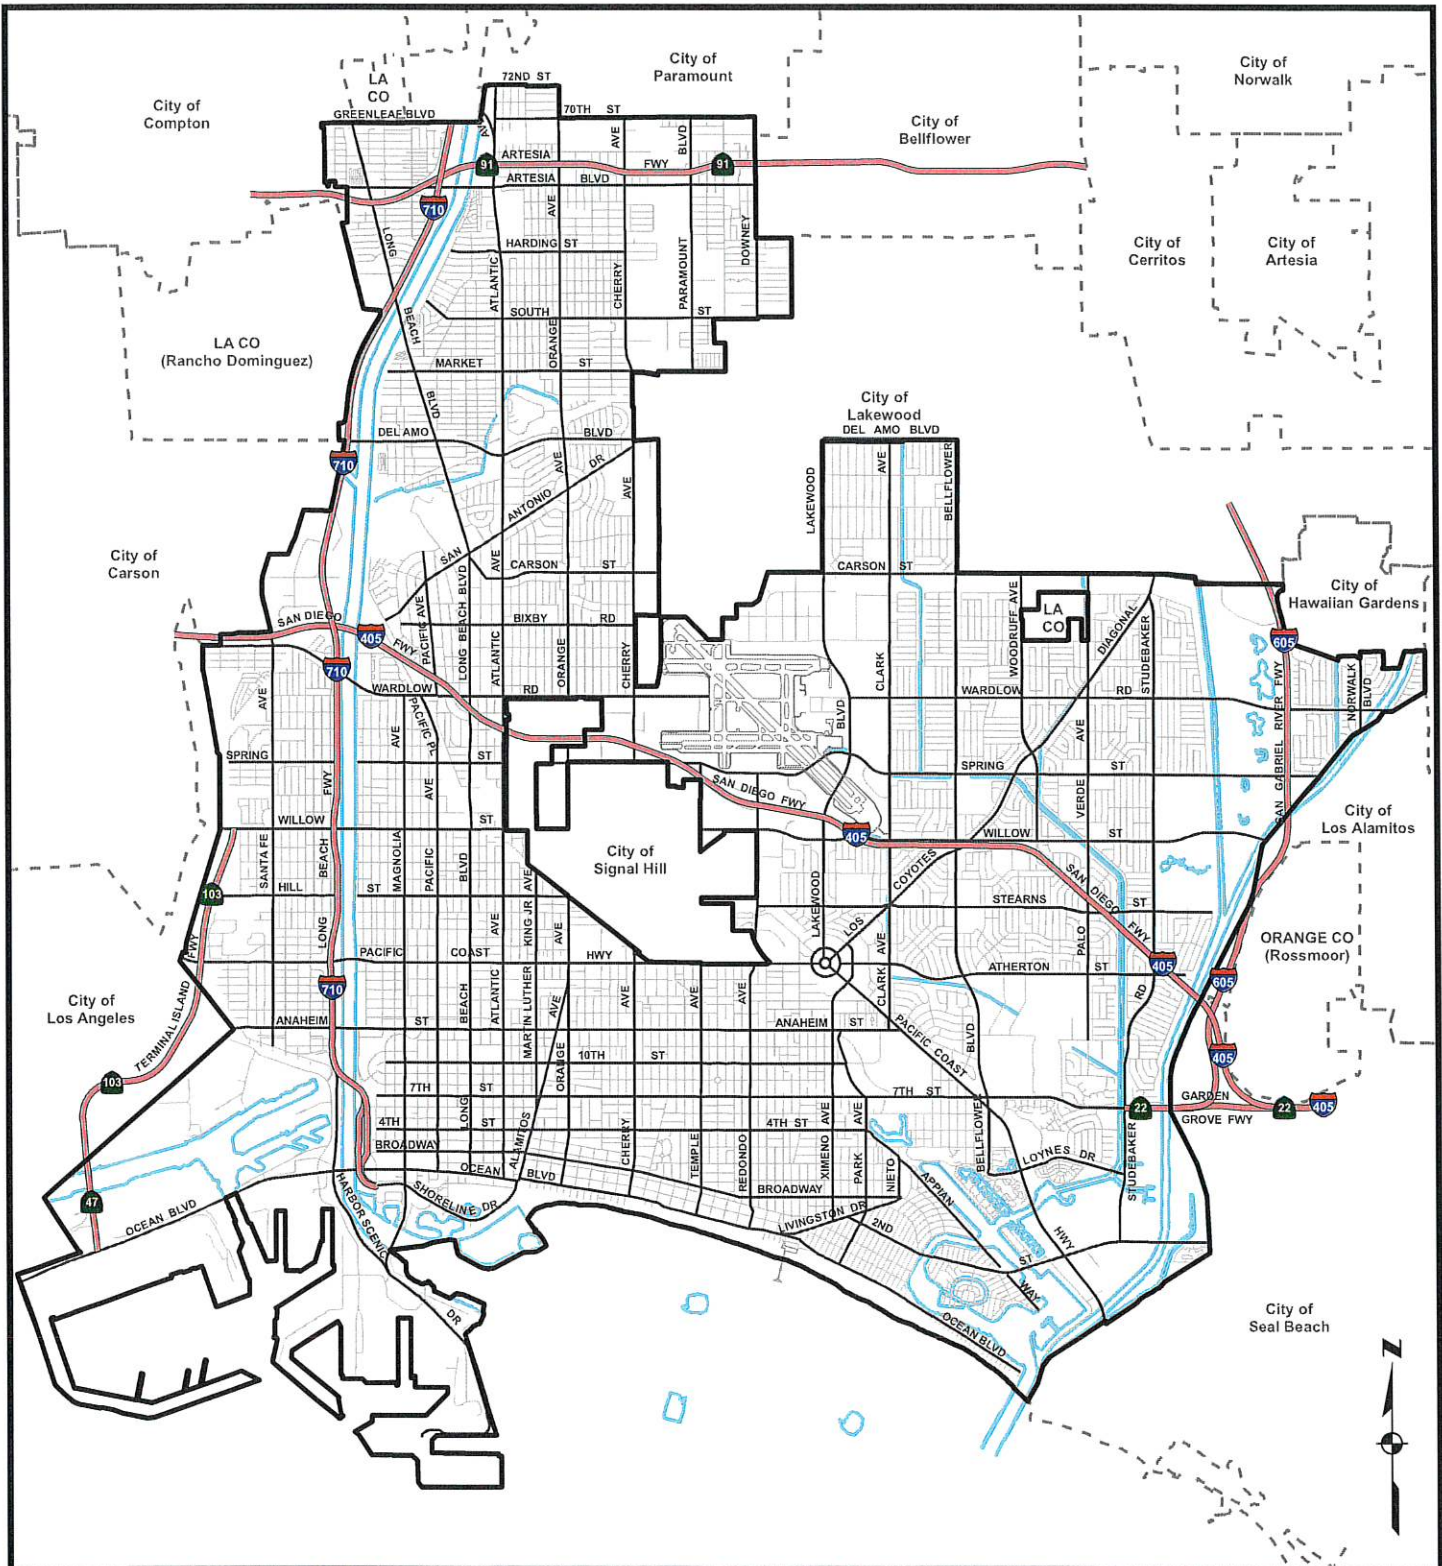 City of
Paramount
City of
Norwalk
LA
CO
72ND ST
City of
Compton
GREENLEAF BLVD
AV
70TH ST
AVE
BLVD
City of
Bellflower
ARTESIA
FWY
91
91
ARTESIA BLVD
710
AVE
LONG
HARDING ST
DOWNEY
City of
Cerritos
City of
Artesia
ATLANTIC
CHERRY
PARAMOUNT
BEACH
SOUTH ST
LA CO
(Rancho Dominguez)
ORANGE
MARKET ST
BLVD
City of
Lakewood
DEL AMO BLVD
DEL AMO BLVD
710
AVE
DR
AVE
BELLFLOWER
LAKEWOOD
ANTONIO
AVE
SAN
City of
Carson
AVE
CARSON ST
CARSON ST
City of
Hawaiian Gardens
LONG BEACH BLVD
PACIFIC AVE
BIXBY RD
WOODRUFF AVE
LA
CO
DIAGONAL
SAN DIEGO
405
FWY
605
STUDEBAKER
710
ATLANTIC
ORANGE
CHERRY
CLARK
AVE
WARDLOW RD
WARDLOW RD
NORWALK
BLVD
PACIFIC PL
AVE
BLVD
AVE
SAN GABRIEL RIVER FWY
SPRING ST
SPRING ST
FWY
AVE
SAN DIEGO FWY
VERDE
City of
Los Alamitos
WILLOW ST
405
WILLOW ST
City of
Signal Hill
SANTA FE
BEACH
MAGNOLIA
PACIFIC
BLVD
AVE
COYOTES
SAN DIEGO
103
HILL ST
LAKEWOOD
STEARNS ST
LONG
AVE
KING JR
AVE
LOS
FWY
PALO
ORANGE CO
(Rossmoor)
FWY
PACIFIC COAST HWY
AVE
ATHERTON ST
405
605
710
CLARK
RD
City of
Los Angeles
BEACH
ATLANTIC
MARTIN LUTHER
AVE
AVE
AVE
AVE
TERMINAL ISLAND
ANAHEIM ST
ANAHEIM ST
PACIFIC COAST
BLVD
10TH ST
405
103
7TH ST
ORANGE
7TH ST
22
GARDEN
GROVE FWY
22
405
LONG
4TH ST
4TH ST
AVE
AVE
BELLFLOWER
BROADWAY
ALAMITOS
CHERRY
TEMPLE
REDONDO
XIMENO
PARK
NIETO
LOYNES DR
STUDEBAKER
OCEAN BLVD
BROADWAY
APPIAN
47
OCEAN BLVD
HARBOR SCENIC
SHORELINE DR
LIVINGSTON DR
2ND ST
HWY
WAY
DR
OCEAN BLVD
City of
Seal Beach
N